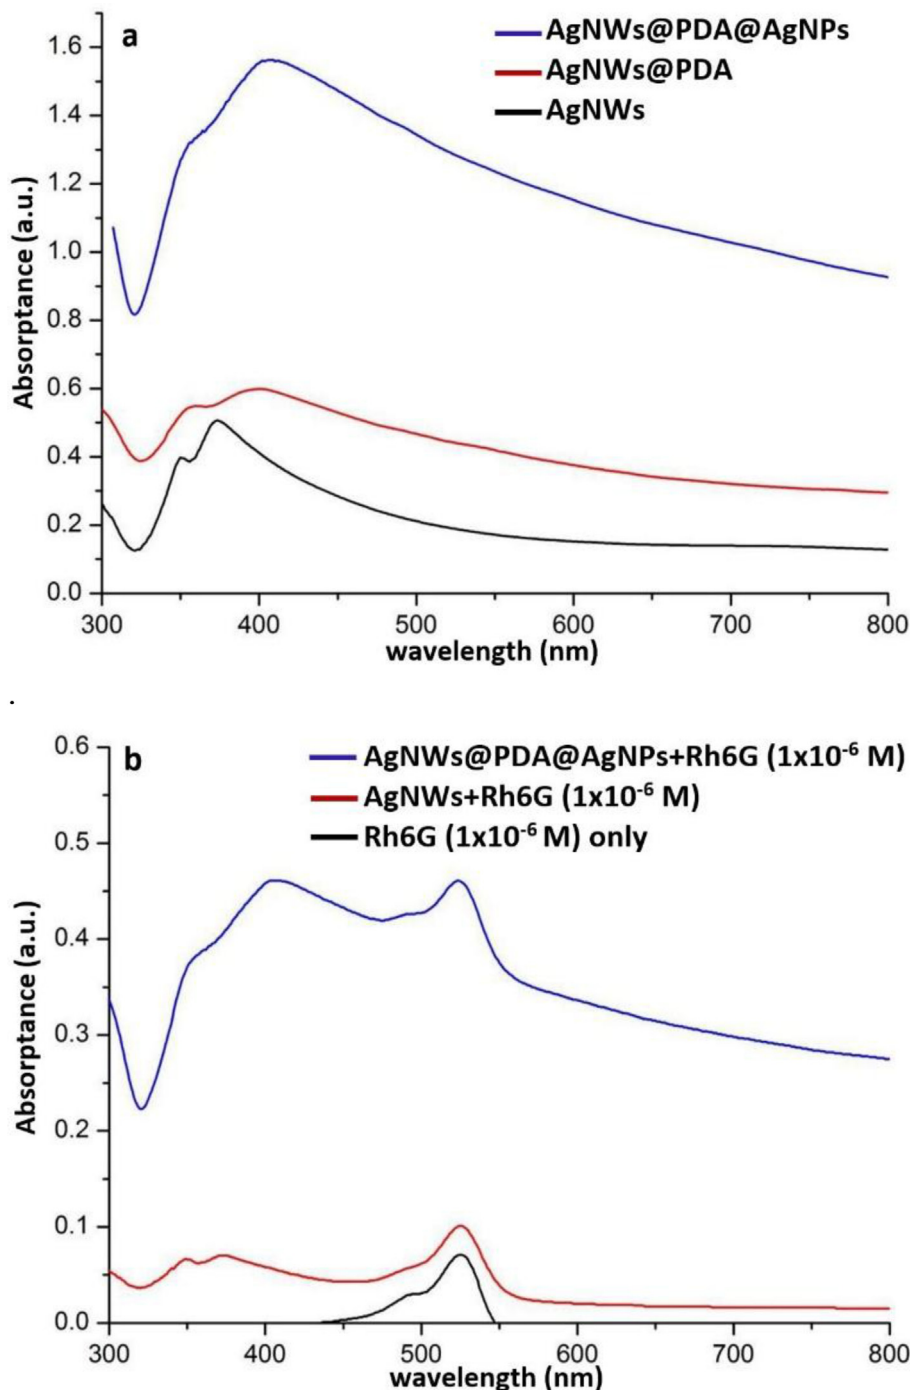 a
AgNWs@PDA@AgNPs
AgNWs@PDA
AgNWs
Absorptance (a.u.)
1.6
1.4
1.2
1.0
0.8
0.6
0.4
0.2
0.0
300 400 500 600 700 800
wavelength (nm)
.
b
AgNWs@PDA@AgNPs+Rh6G (1x10⁻⁶ M)
AgNWs+Rh6G (1x10⁻⁶ M)
Rh6G (1x10⁻⁶ M) only
Absorptance (a.u.)
0.6
0.5
0.4
0.3
0.2
0.1
0.0
300 400 500 600 700 800
wavelength (nm)